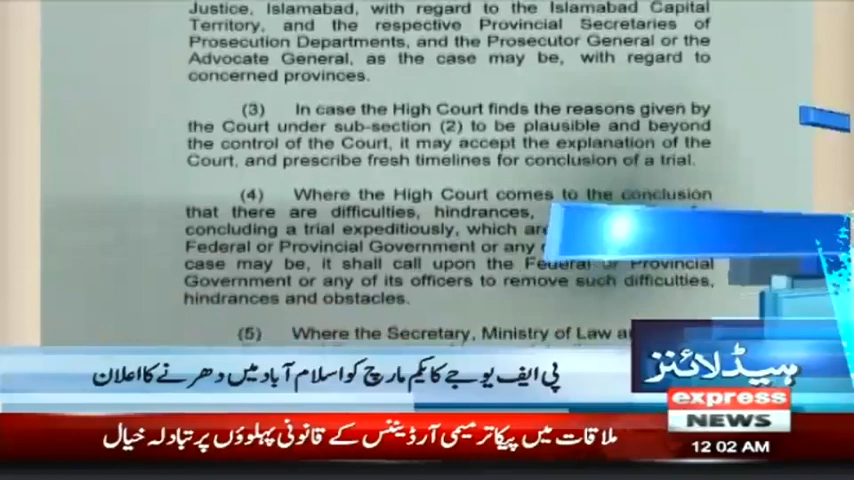 Justice, Islamabad, with regard to the Islamabad Capital
Territory, and the respective Provincial Secretaries of
Prosecution Departments, and the Prosecutor General or the
Advocate General, as the case may be, with regard to
concerned provinces.
(3) In case the High Court finds the reasons given by
the Court under sub-section (2) to be plausible and beyond
the control of the Court, it may accept the explanation of the
Court, and prescribe fresh timelines for conclusion of a trial.
(4) Where the High Court comes to the conclusion
that there are difficulties, hindrances,
concluding a trial expeditiously, which are
Federal or Provincial Government or any
case may be, it shall call upon the Federal or Provincial
Government or any of its officers to remove such difficulties,
hindrances and obstacles.
(5) Where the Secretary, Ministry of Law
ہیڈلائنز
پی ایف یو جے کا یکم مارچ کو اسلام آباد میں دھرنے کا اعلان
express
NEWS
ملاقات میں پیکا ترمیمی آرڈیننس کے قانونی پہلوؤں پر تبادلہ خیال
12:02 AM